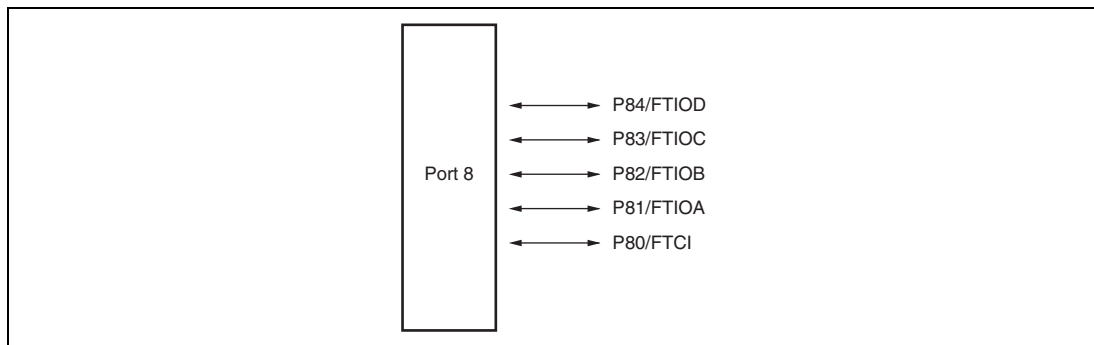 P84/FTIOD
P83/FTIOC
Port 8
P82/FTIOB
P81/FTIOA
P80/FTCI